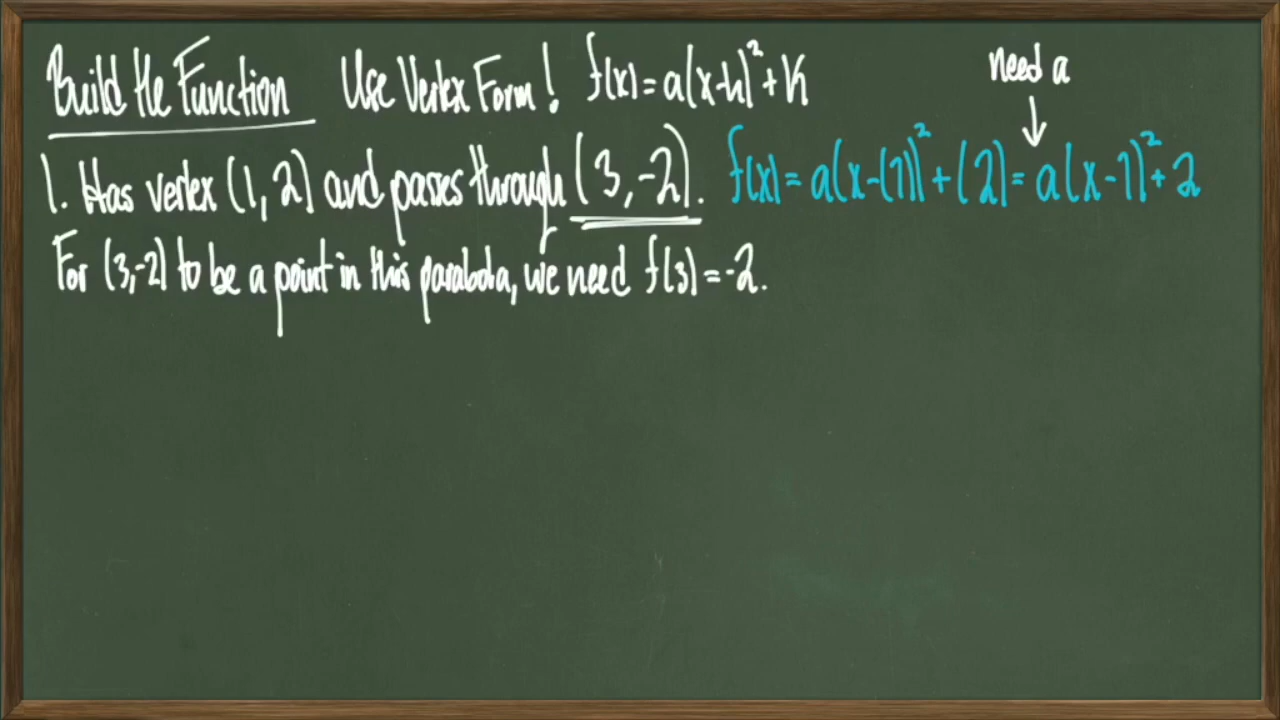 Build the Function Use Vertex Form! f(x) = a(x-h)² + K
need a
↓
1. Has vertex (1, 2) and passes through (3, -2). f(x) = a(x-(1))² + (2) = a(x-1)² + 2
For (3,-2) to be a point in this parabola, we need f(3) = -2.